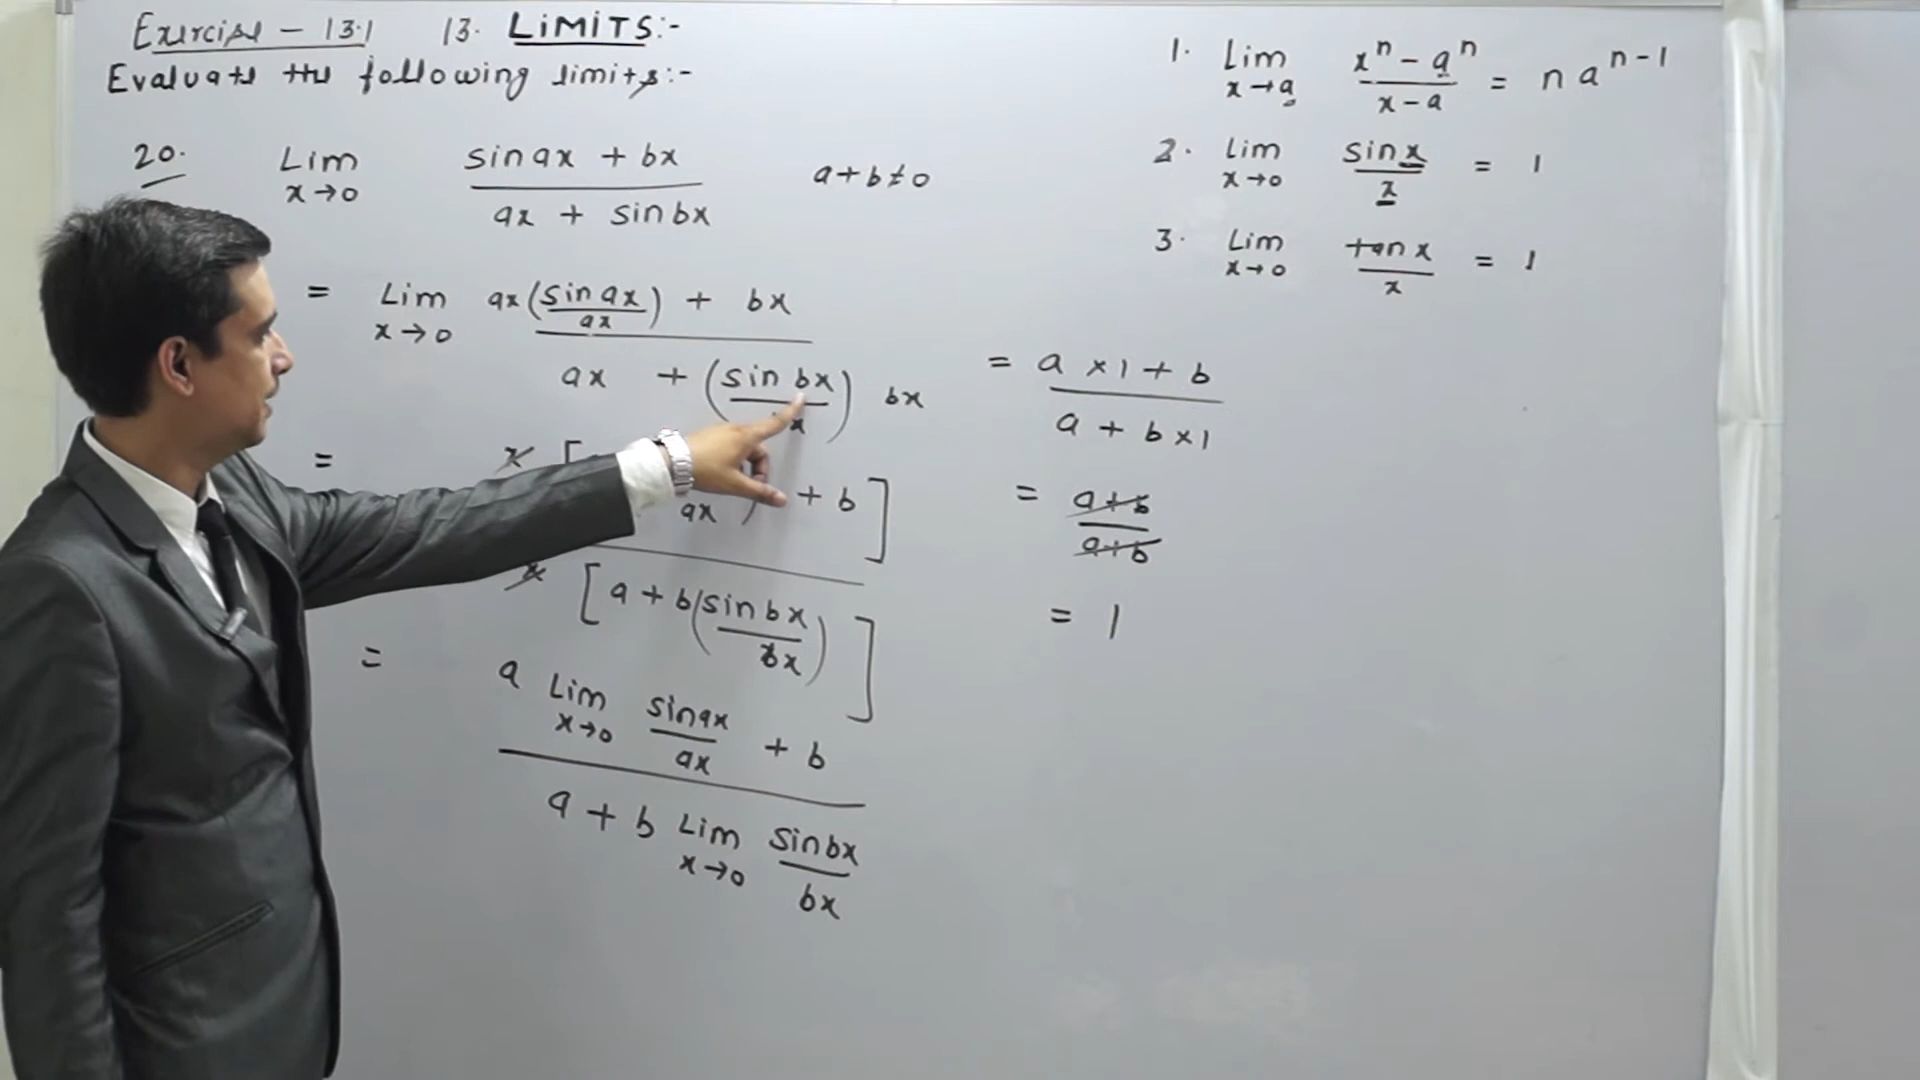 Exercise - 13.1 13. LIMITS:-
Evaluate the following limits:-
20. Lim x→0 (sin ax + bx)/(ax + sin bx) a+b≠0
= Lim x→0 (ax(sin ax/ax) + bx)/(ax + (sin bx/ x) bx)
= x [ ax ) + b]
x [a + b(sin bx/bx)]
= (a Lim x→0 sin ax/ax + b)/(a + b Lim x→0 sin bx/bx)
= (a × 1 + b)/(a + b × 1)
= (a+b)/(a+b)
= 1
1. Lim x→a (xⁿ - aⁿ)/(x - a) = n aⁿ⁻¹
2. Lim x→0 sin x/x = 1
3. Lim x→0 tan x/x = 1